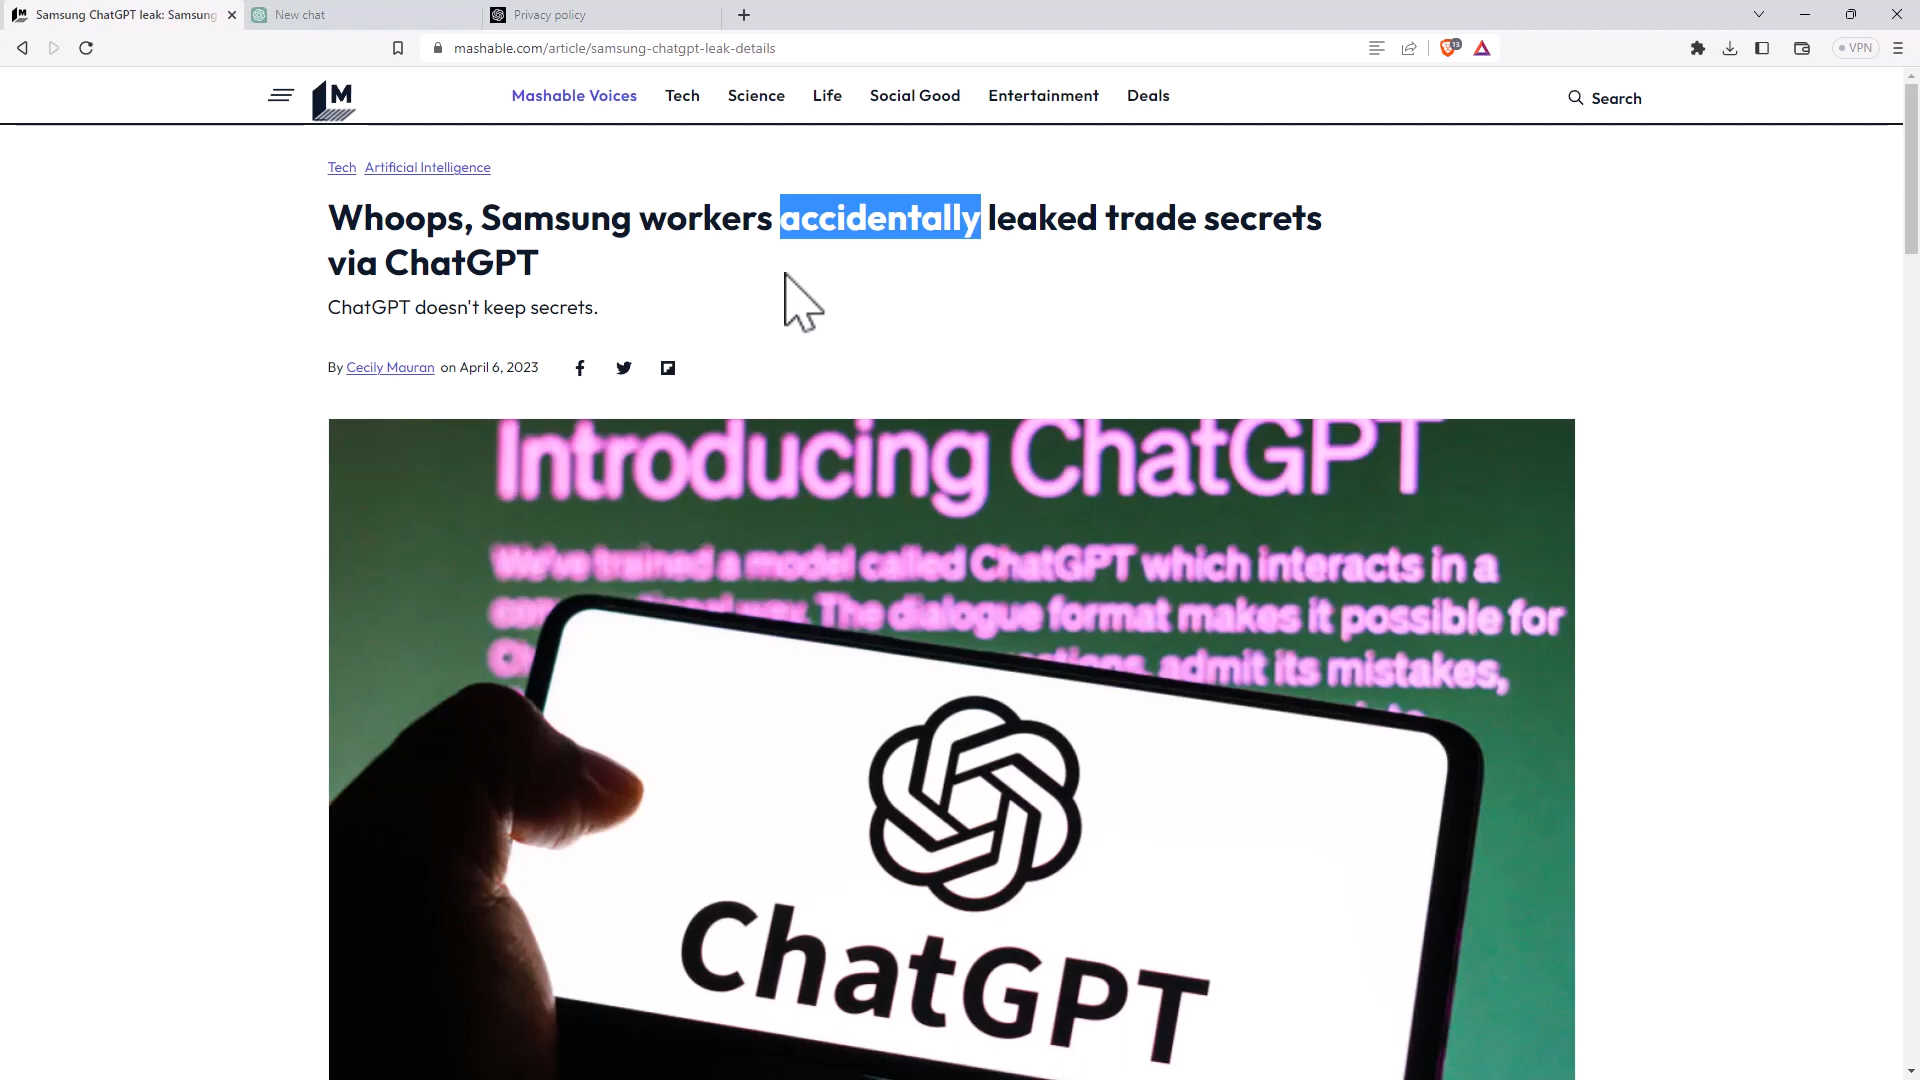 Samsung ChatGPT leak: Samsung
New chat
Privacy policy
mashable.com/article/samsung-chatgpt-leak-details
13
VPN
M
Mashable Voices
Tech
Science
Life
Social Good
Entertainment
Deals
Search
Tech Artificial Intelligence
Whoops, Samsung workers accidentally leaked trade secrets
via ChatGPT
ChatGPT doesn't keep secrets.
By Cecily Mauran on April 6, 2023
Introducing ChatGPT
We've trained a model called ChatGPT which interacts in a
The dialogue format makes it possible for
admit its mistakes,
ChatGPT